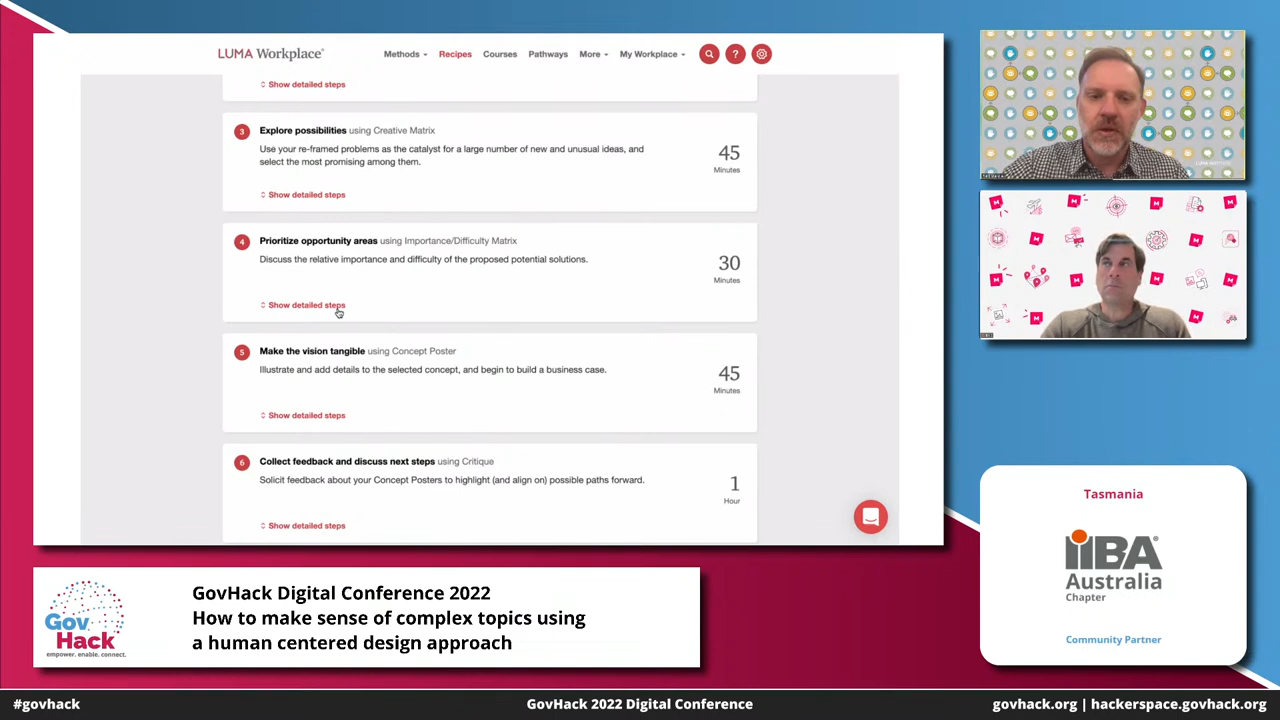 LUMA Workplace®
Methods Recipes Courses Pathways More My Workplace ?
Show detailed steps
3 Explore possibilities using Creative Matrix
Use your re-framed problems as the catalyst for a large number of new and unusual ideas, and
select the most promising among them.
45
Minutes
Show detailed steps
4 Prioritize opportunity areas using Importance/Difficulty Matrix
Discuss the relative importance and difficulty of the proposed potential solutions.
30
Minutes
Show detailed steps
5 Make the vision tangible using Concept Poster
Illustrate and add details to the selected concept, and begin to build a business case.
45
Minutes
Show detailed steps
6 Collect feedback and discuss next steps using Critique
Solicit feedback about your Concept Posters to highlight (and align on) possible paths forward.
1
Hour
Show detailed steps
Tasmania
iiBA®
Australia
Chapter
Community Partner
Gov
Hack
empower. enable. connect.
GovHack Digital Conference 2022
How to make sense of complex topics using
a human centered design approach
#govhack
GovHack 2022 Digital Conference
govhack.org | hackerspace.govhack.org